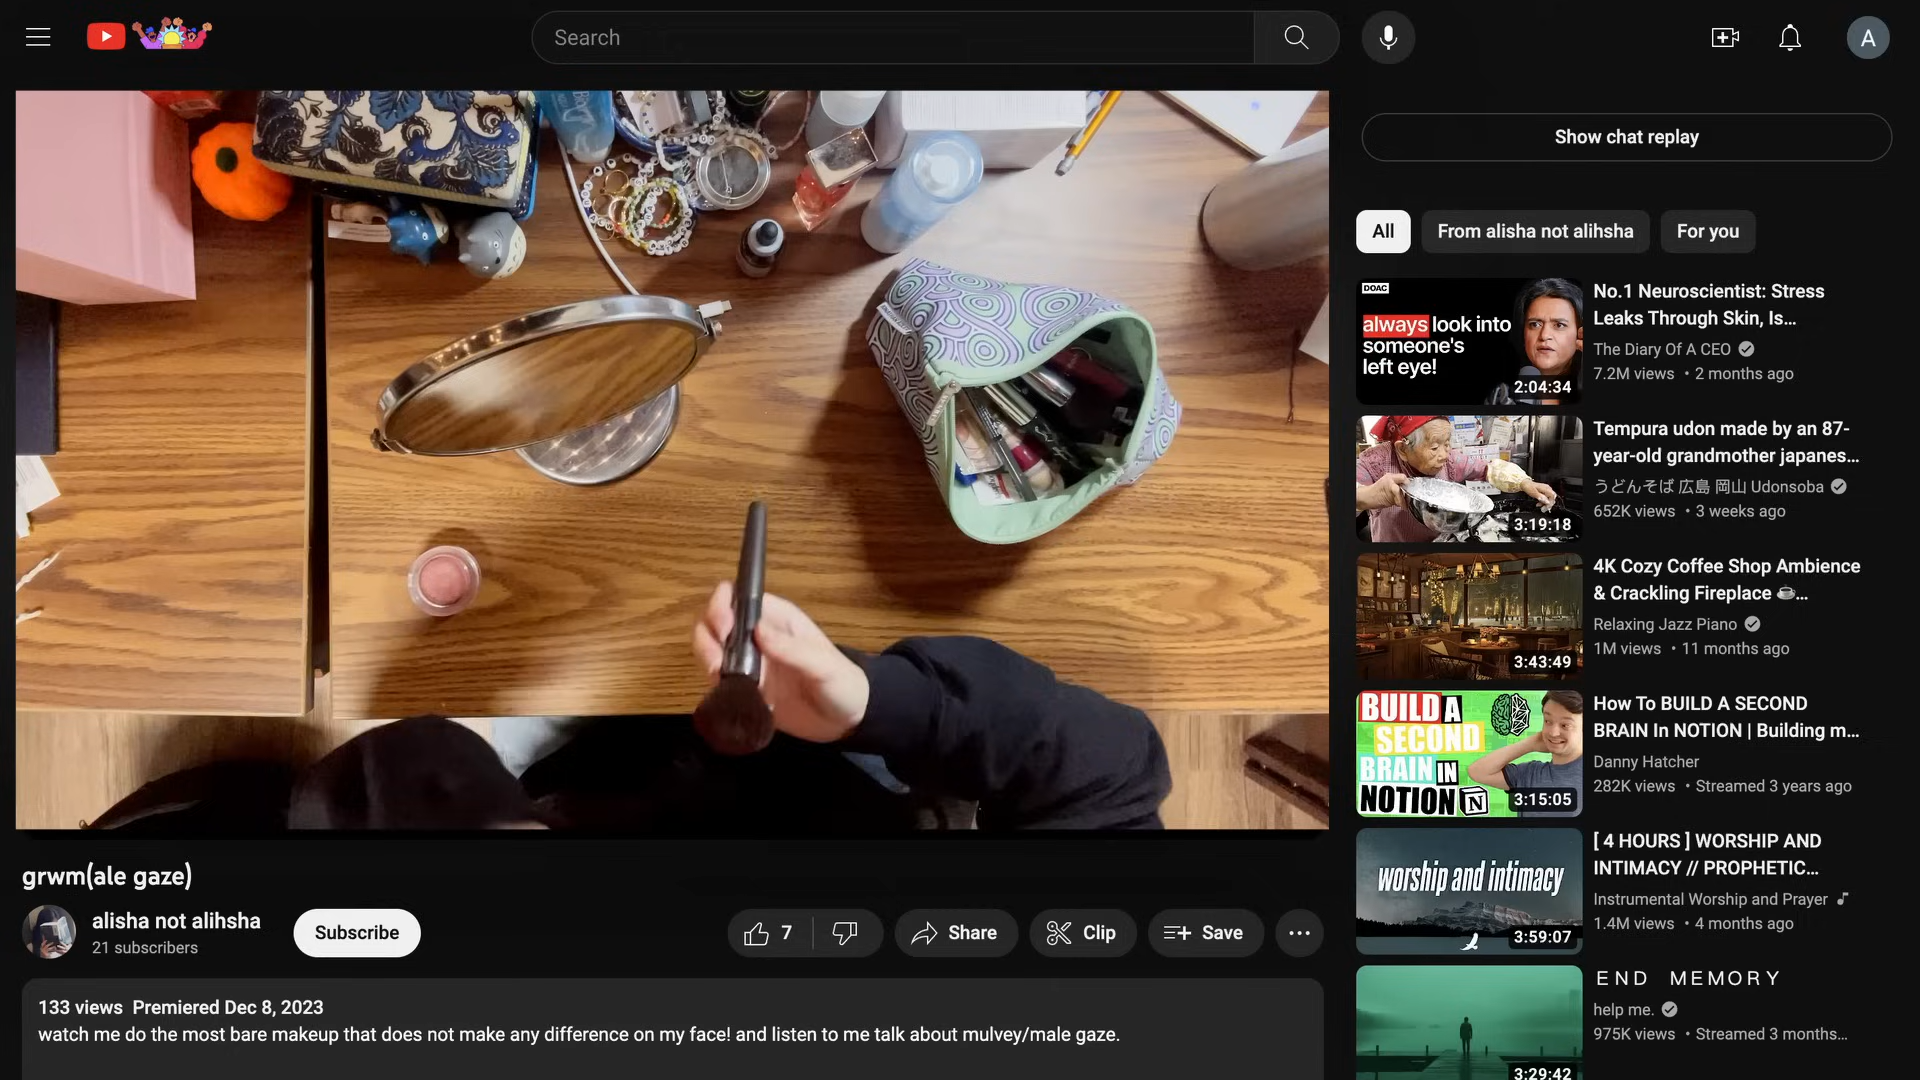 Search
A
Show chat replay
All
From alisha not alihsha
For you
DOAC
always look into
someone's
left eye!
2:04:34
No.1 Neuroscientist: Stress
Leaks Through Skin, Is...
The Diary Of A CEO
7.2M views • 2 months ago
3:19:18
Tempura udon made by an 87-
year-old grandmother japanes...
うどんそば 広島 岡山 Udonsoba
652K views • 3 weeks ago
3:43:49
4K Cozy Coffee Shop Ambience
& Crackling Fireplace ☕...
Relaxing Jazz Piano
1M views • 11 months ago
BUILD A
SECOND
BRAIN IN
NOTION
N
3:15:05
How To BUILD A SECOND
BRAIN In NOTION | Building m...
Danny Hatcher
282K views • Streamed 3 years ago
worship and intimacy
3:59:07
[ 4 HOURS ] WORSHIP AND
INTIMACY // PROPHETIC...
Instrumental Worship and Prayer
1.4M views • 4 months ago
3:29:42
ＥＮＤ ＭＥＭＯＲＹ
help me.
975K views • Streamed 3 months...
grwm(ale gaze)
alisha not alihsha
21 subscribers
Subscribe
7
Share
Clip
Save
133 views Premiered Dec 8, 2023
watch me do the most bare makeup that does not make any difference on my face! and listen to me talk about mulvey/male gaze.